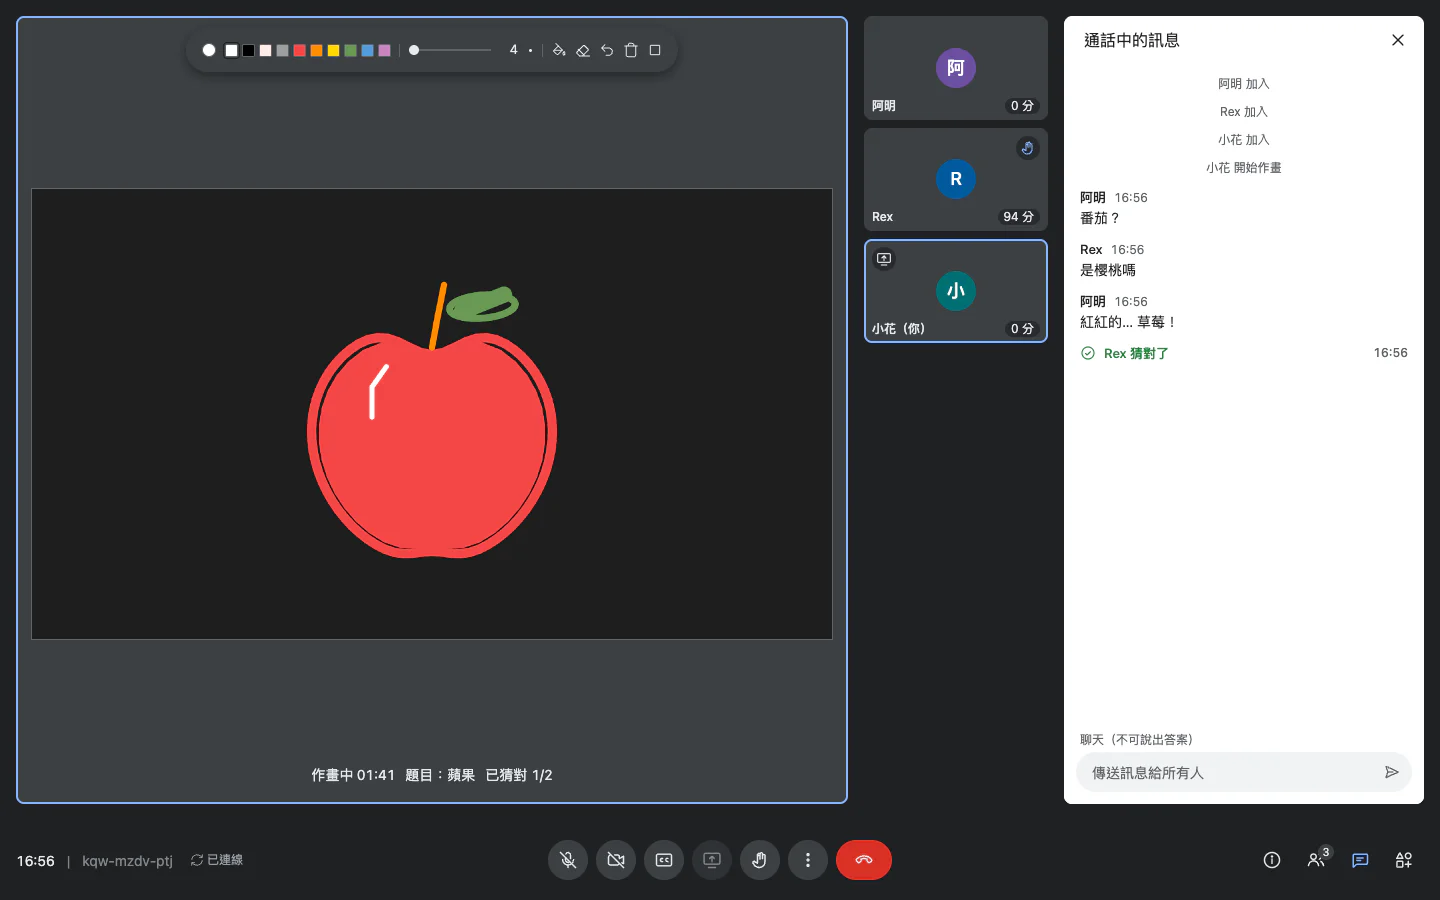 4
阿
阿明
0 分
R
Rex
94 分
小
小花（你）
0 分
通話中的訊息
阿明 加入
Rex 加入
小花 加入
小花 開始作畫
阿明 16:56
番茄？
Rex 16:56
是櫻桃嗎
阿明 16:56
紅紅的... 草莓！
Rex 猜對了 16:56
聊天（不可說出答案）
傳送訊息給所有人
作畫中 01:41 題目：蘋果 已猜對 1/2
16:56 | kqw-mzdv-ptj 已連線
CC
3